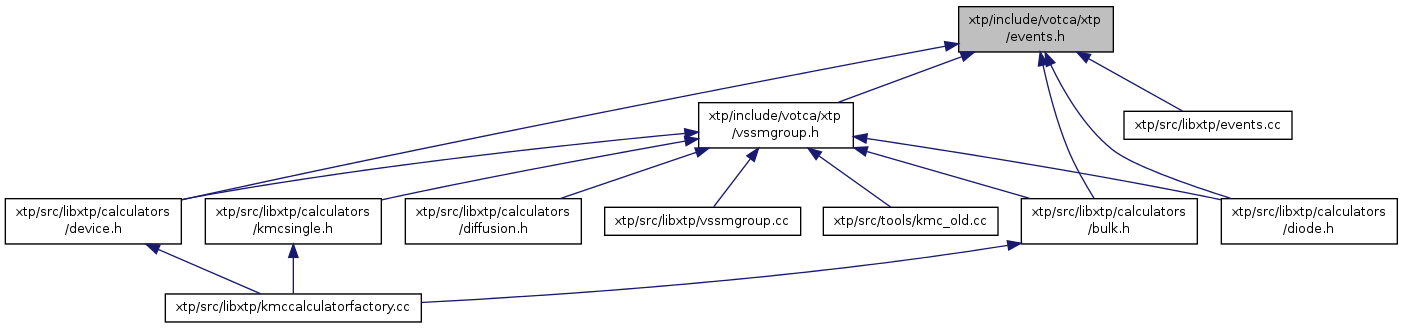 xtp/include/votca/xtp
/events.h
xtp/include/votca/xtp
/vssmgroup.h
xtp/src/libxtp/events.cc
xtp/src/libxtp/calculators
/device.h
xtp/src/libxtp/calculators
/kmcsingle.h
xtp/src/libxtp/calculators
/diffusion.h
xtp/src/libxtp/vssmgroup.cc
xtp/src/tools/kmc_old.cc
xtp/src/libxtp/calculators
/bulk.h
xtp/src/libxtp/calculators
/diode.h
xtp/src/libxtp/kmccalculatorfactory.cc